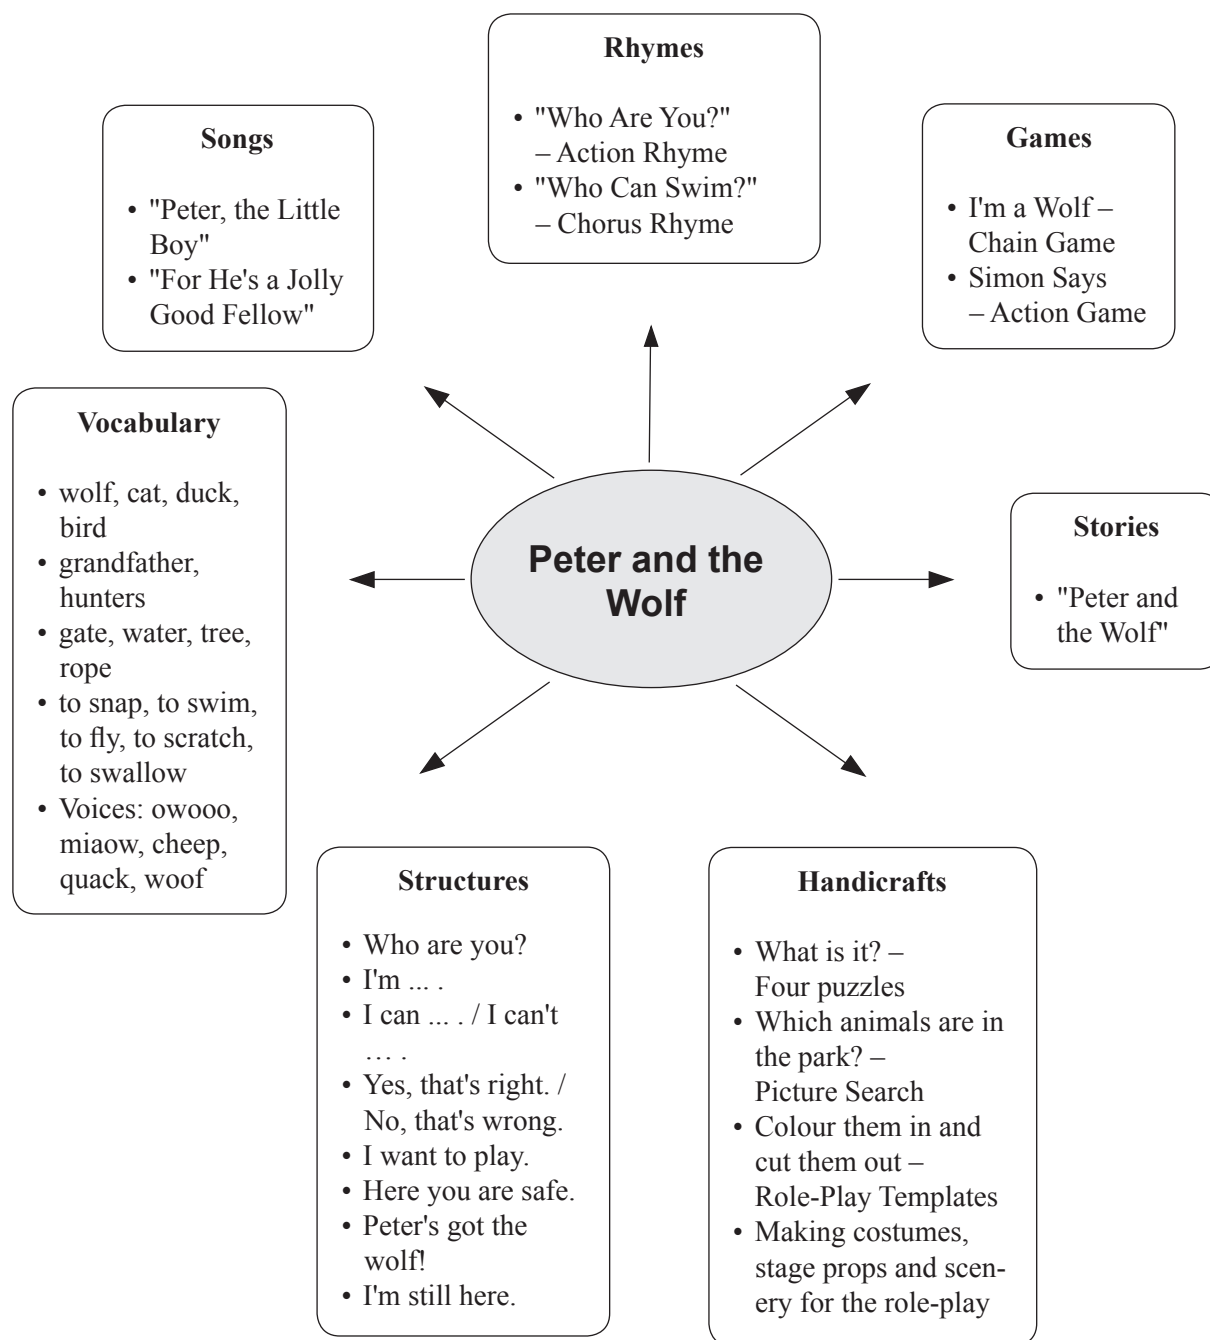 Rhymes
• "Who Are You?"
– Action Rhyme
• "Who Can Swim?"
– Chorus Rhyme
Songs
• "Peter, the Little
Boy"
• "For He's a Jolly
Good Fellow"
Games
• I'm a Wolf –
Chain Game
• Simon Says
– Action Game
Vocabulary
• wolf, cat, duck,
bird
• grandfather,
hunters
• gate, water, tree,
rope
• to snap, to swim,
to fly, to scratch,
to swallow
• Voices: owooo,
miaow, cheep,
quack, woof
Peter and the
Wolf
Stories
• "Peter and
the Wolf"
Structures
• Who are you?
• I'm ... .
• I can ... . / I can't
... .
• Yes, that's right. /
No, that's wrong.
• I want to play.
• Here you are safe.
• Peter's got the
wolf!
• I'm still here.
Handicrafts
• What is it? –
Four puzzles
• Which animals are in
the park? –
Picture Search
• Colour them in and
cut them out –
Role-Play Templates
• Making costumes,
stage props and scen-
ery for the role-play